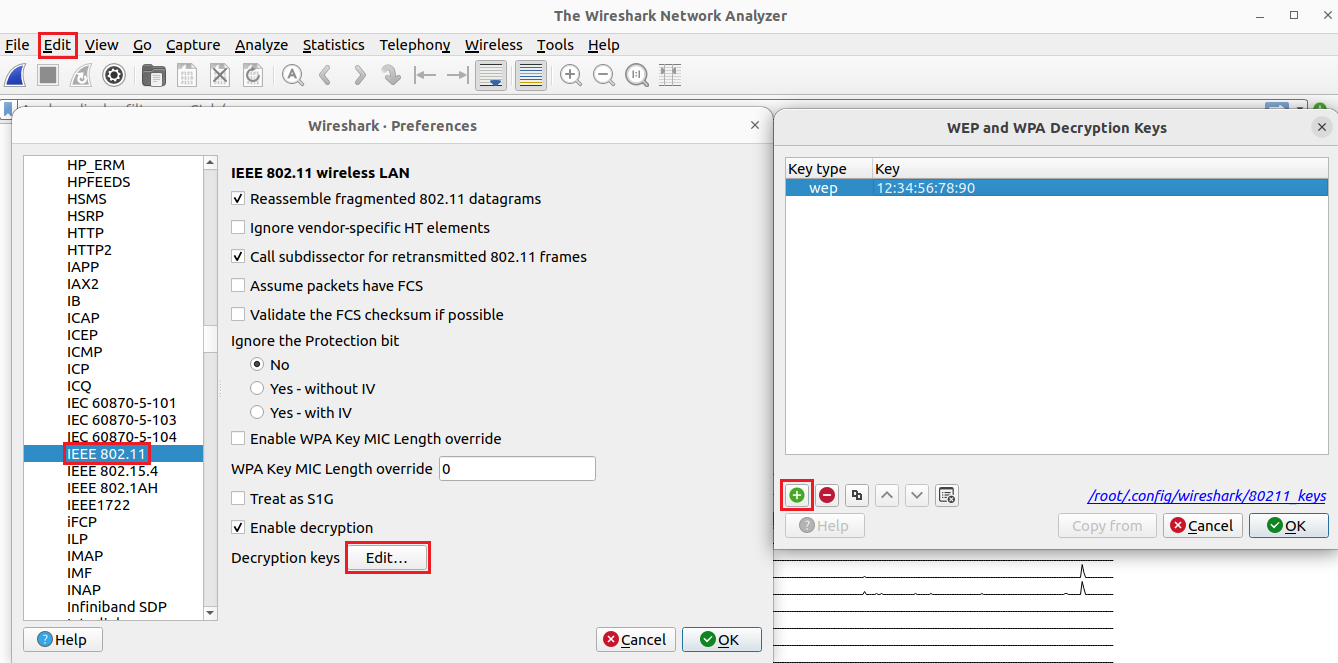 The Wireshark Network Analyzer
File Edit View Go Capture Analyze Statistics Telephony Wireless Tools Help
Wireshark · Preferences
HP_ERM
HPFEEDS
HSMS
HSRP
HTTP
HTTP2
IAPP
IAX2
IB
ICAP
ICEP
ICMP
ICP
ICQ
IEC 60870-5-101
IEC 60870-5-103
IEC 60870-5-104
IEEE 802.11
IEEE 802.15.4
IEEE 802.1AH
IEEE1722
iFCP
ILP
IMAP
IMF
INAP
Infiniband SDP
IEEE 802.11 wireless LAN
Reassemble fragmented 802.11 datagrams
Ignore vendor-specific HT elements
Call subdissector for retransmitted 802.11 frames
Assume packets have FCS
Validate the FCS checksum if possible
Ignore the Protection bit
No
Yes - without IV
Yes - with IV
Enable WPA Key MIC Length override
WPA Key MIC Length override 0
Treat as S1G
Enable decryption
Decryption keys Edit...
Help Cancel OK
WEP and WPA Decryption Keys
Key type Key
wep 12:34:56:78:90
/root/.config/wireshark/80211_keys
Help Copy from Cancel OK